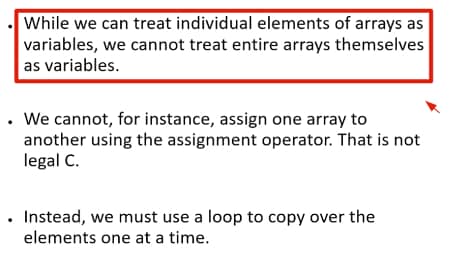 • While we can treat individual elements of arrays as
variables, we cannot treat entire arrays themselves
as variables.
• We cannot, for instance, assign one array to
another using the assignment operator. That is not
legal C.
• Instead, we must use a loop to copy over the
elements one at a time.